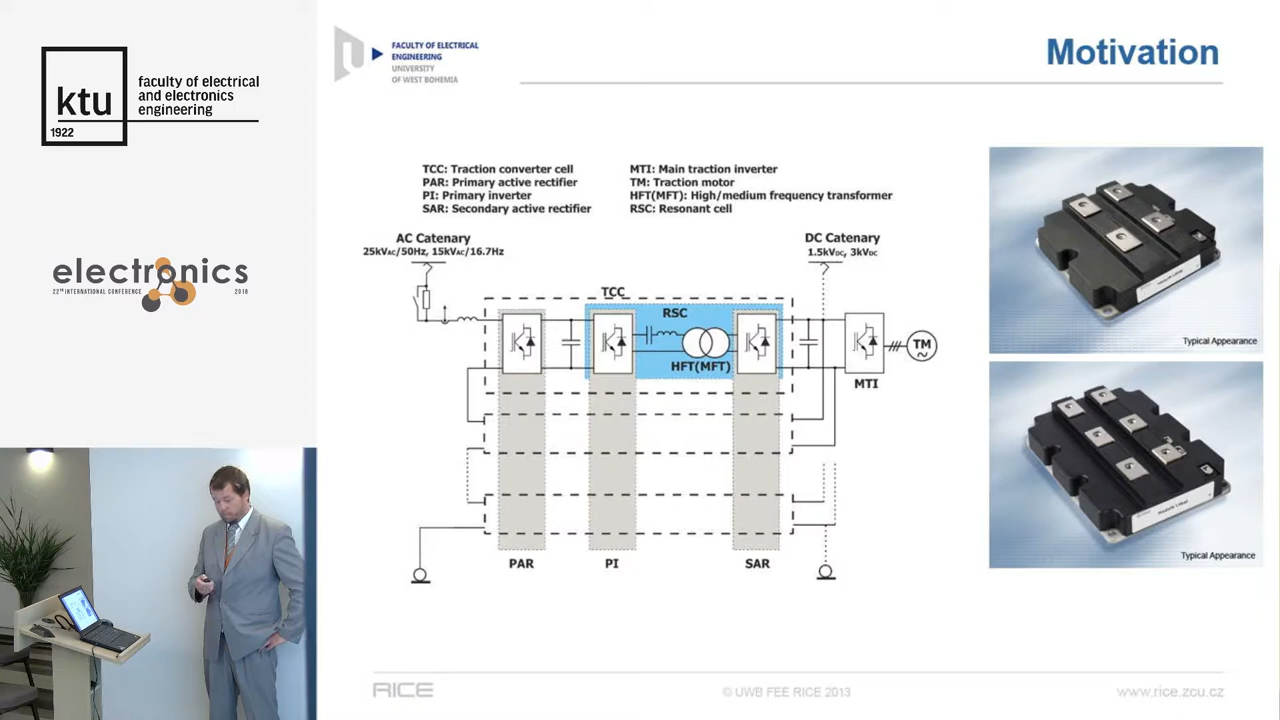 ktu
1922
faculty of electrical
and electronics
engineering
electronics
22ND INTERNATIONAL CONFERENCE 2018
FACULTY OF ELECTRICAL
ENGINEERING
UNIVERSITY
OF WEST BOHEMIA
Motivation
TCC: Traction converter cell
PAR: Primary active rectifier
PI: Primary inverter
SAR: Secondary active rectifier
MTI: Main traction inverter
TM: Traction motor
HFT(MFT): High/medium frequency transformer
RSC: Resonant cell
AC Catenary
25kVAC/50Hz, 15kVAC/16.7Hz
DC Catenary
1.5kVDC, 3kVDC
TCC
RSC
HFT(MFT)
TM
MTI
PAR
PI
SAR
Typical Appearance
Typical Appearance
RICE
© UWB FEE RICE 2013
www.rice.zcu.cz